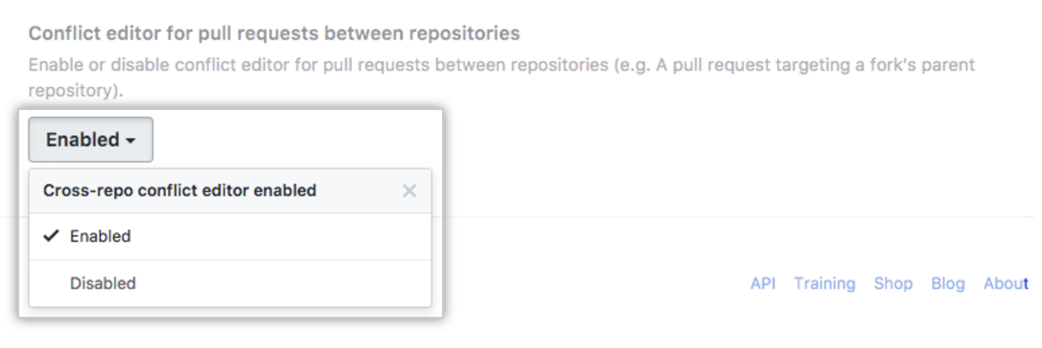 Conflict editor for pull requests between repositories
Enable or disable conflict editor for pull requests between repositories (e.g. A pull request targeting a fork's parent
repository).
Enabled
Cross-repo conflict editor enabled
Enabled
Disabled
API Training Shop Blog About